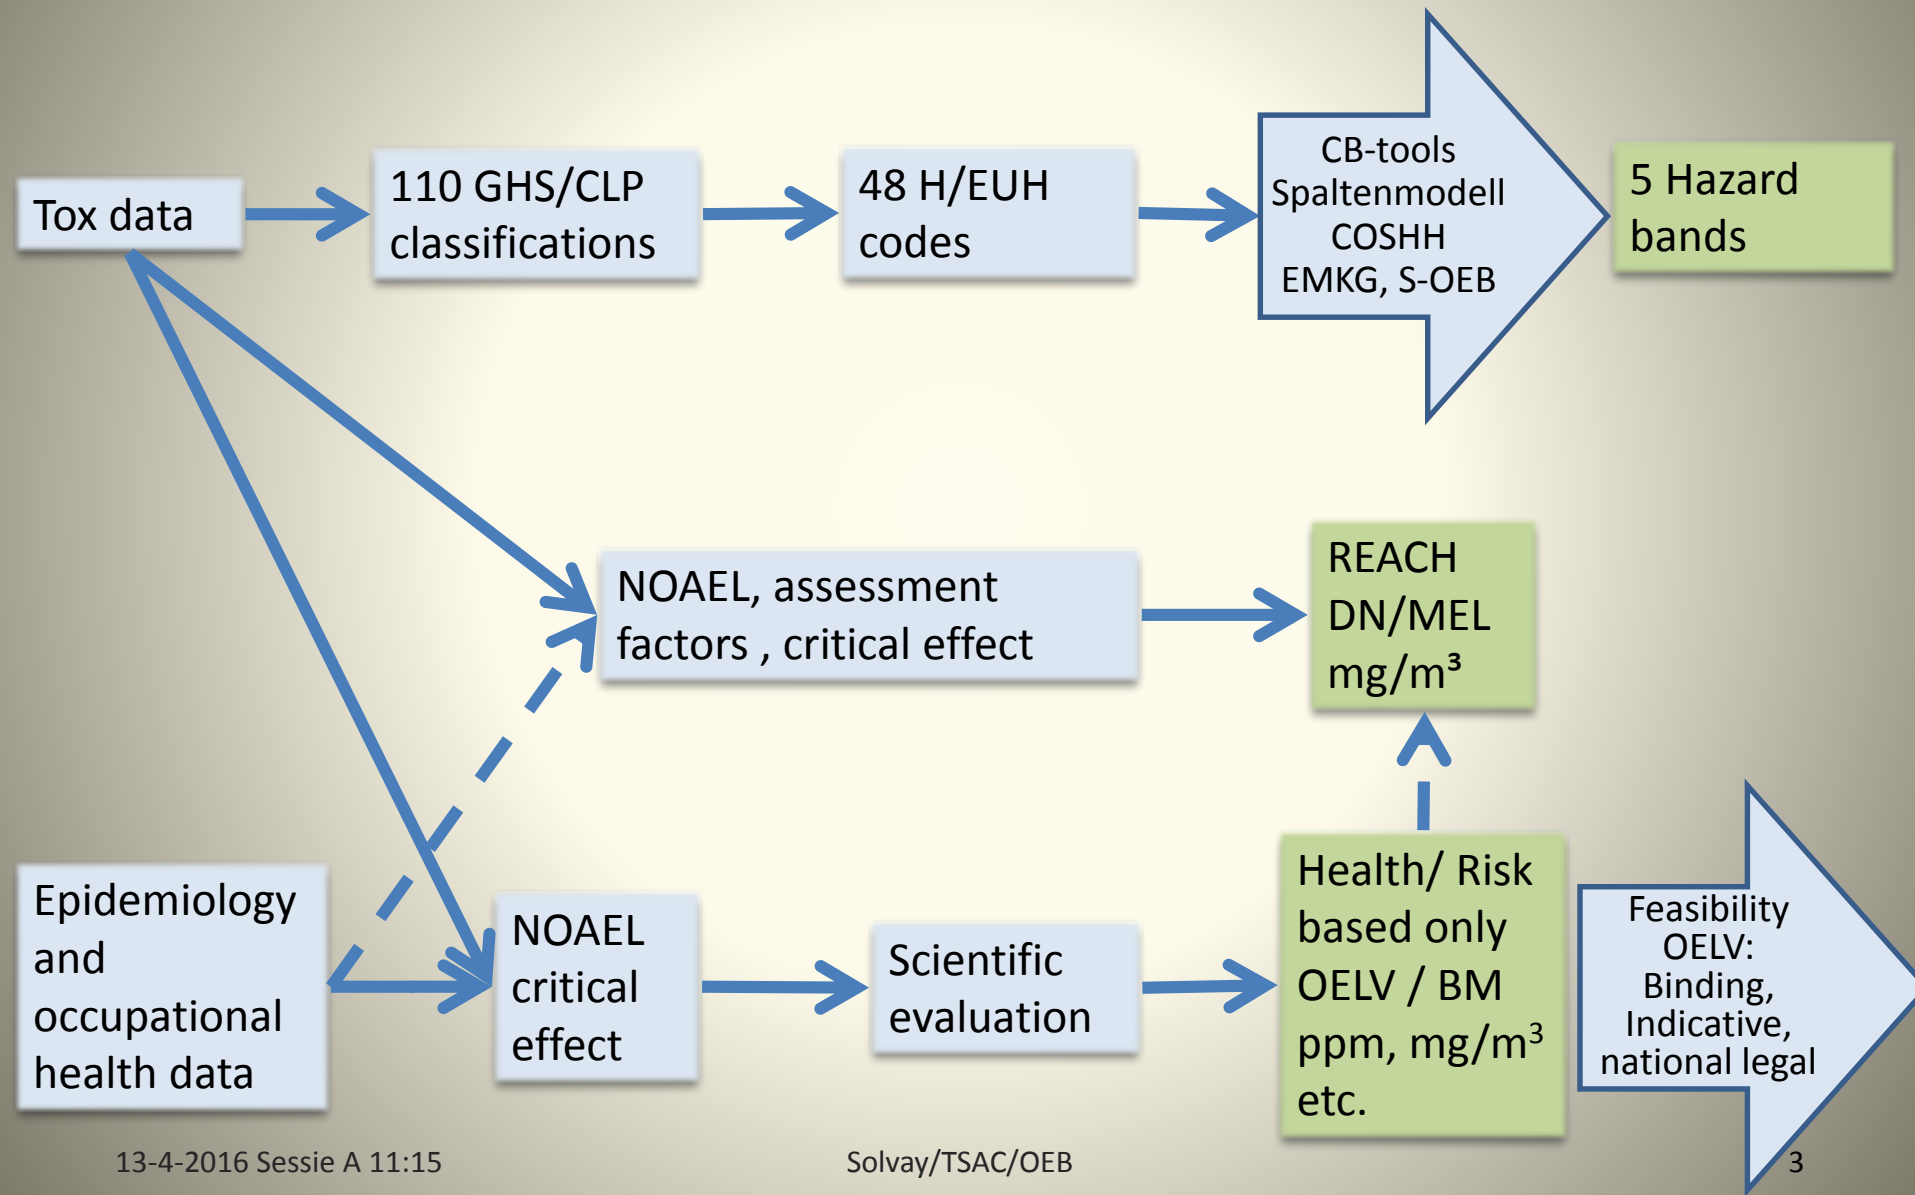 Tox data
110 GHS/CLP
classifications
48 H/EUH
codes
CB-tools
Spaltenmodell
COSHH
EMKG, S-OEB
5 Hazard
bands
NOAEL, assessment
factors , critical effect
REACH
DN/MEL
mg/m³
Epidemiology
and
occupational
health data
NOAEL
critical
effect
Scientific
evaluation
Health/ Risk
based only
OELV / BM
ppm, mg/m³
etc.
Feasibility
OELV:
Binding,
Indicative,
national legal
13-4-2016 Sessie A 11:15
Solvay/TSAC/OEB
3